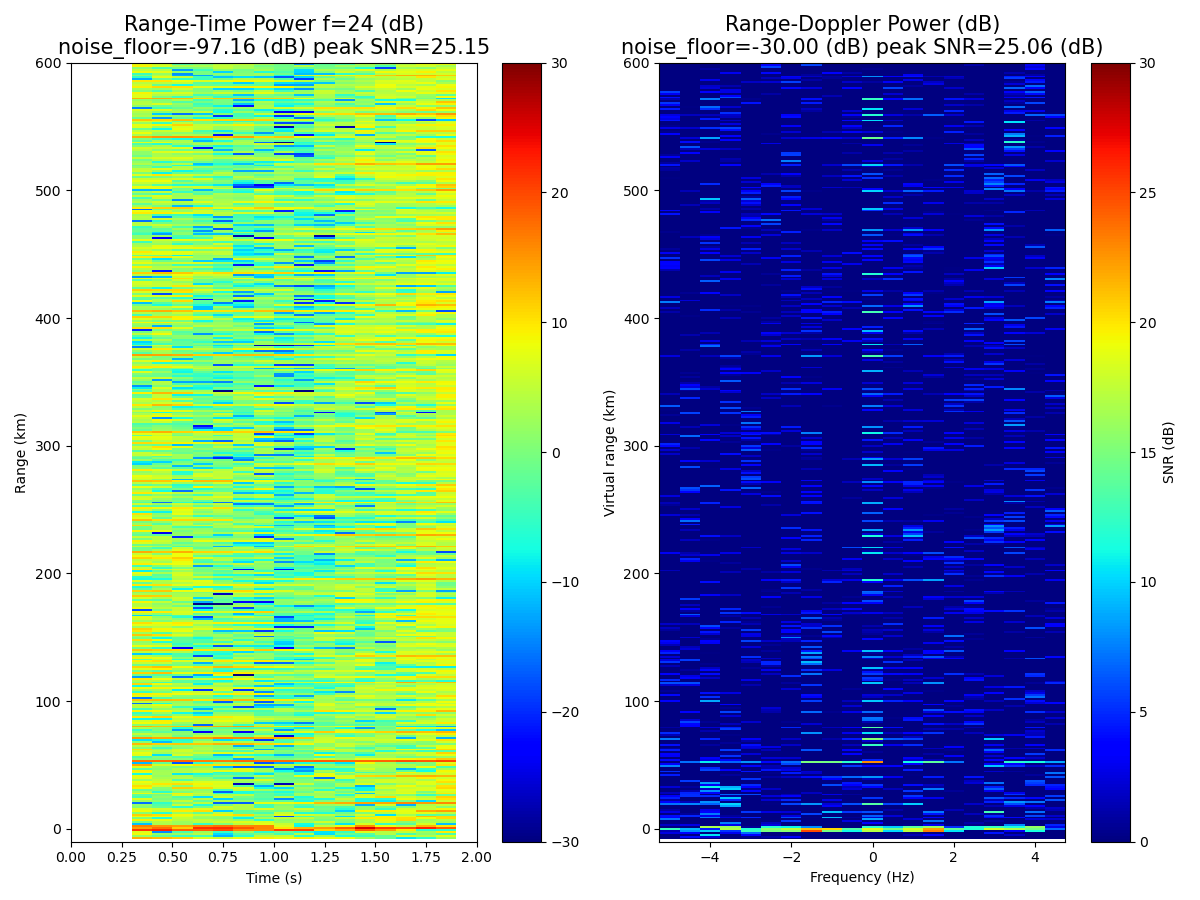 Range-Time Power f=24 (dB)
noise_floor=-97.16 (dB) peak SNR=25.15
600
500
400
300
200
100
0
Range (km)
0.00 0.25 0.50 0.75 1.00 1.25 1.50 1.75 2.00
Time (s)
30
20
10
0
−10
−20
−30
Range-Doppler Power (dB)
noise_floor=-30.00 (dB) peak SNR=25.06 (dB)
600
500
400
300
200
100
0
Virtual range (km)
−4 −2 0 2 4
Frequency (Hz)
30
25
20
15
10
5
0
SNR (dB)